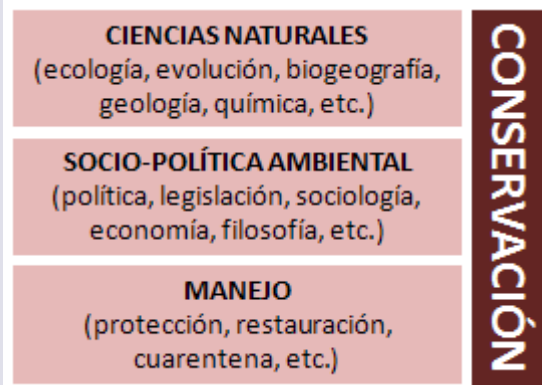 CIENCIAS NATURALES
(ecología, evolución, biogeografía,
geología, química, etc.)
SOCIO-POLÍTICA AMBIENTAL
(política, legislación, sociología,
economía, filosofía, etc.)
MANEJO
(protección, restauración,
cuarentena, etc.)
CONSERVACIÓN